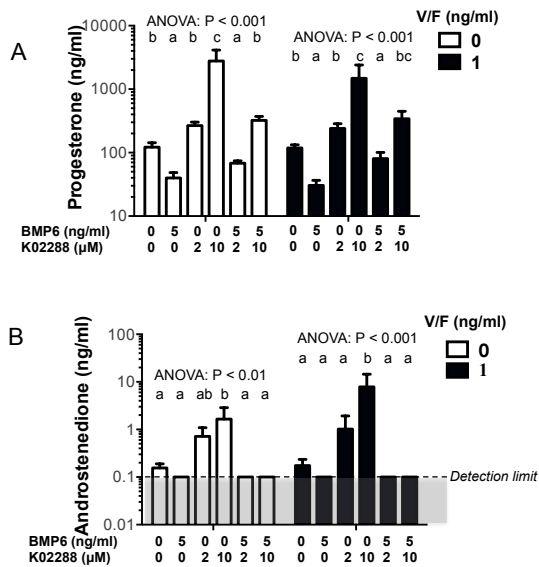 A
Progesterone (ng/ml)
ANOVA: P < 0.001
b a b c a b
ANOVA: P < 0.001
b a b c a bc
V/F (ng/ml)
0
1
10000
1000
100
10
BMP6 (ng/ml) 0 5 0 0 5 5 0 5 0 0 5 5
K02288 (µM) 0 0 2 10 2 10 0 0 2 10 2 10
B
Androstenedione (ng/ml)
ANOVA: P < 0.01
a a ab b a a
ANOVA: P < 0.001
a a a b a a
V/F (ng/ml)
0
1
100
10
1
0.1
0.01
Detection limit
BMP6 (ng/ml) 0 5 0 0 5 5 0 5 0 0 5 5
K02288 (µM) 0 0 2 10 2 10 0 0 2 10 2 10